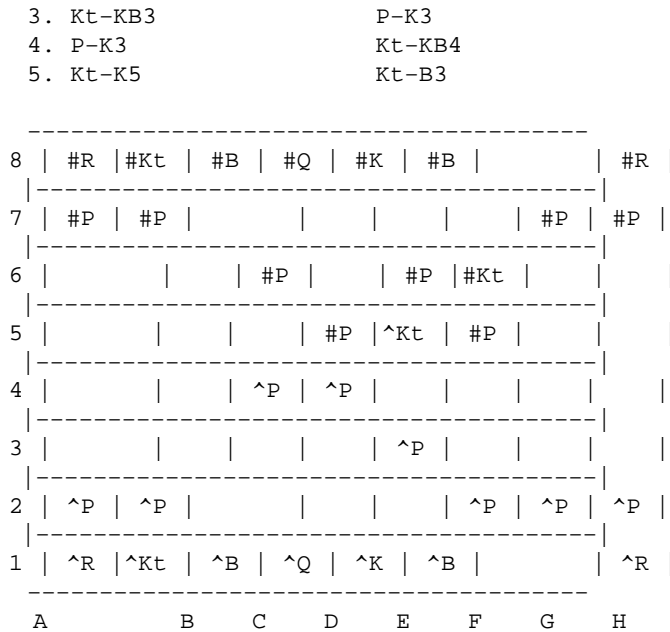 3. Kt-KB3 P-K3
4. P-K3 Kt-KB4
5. Kt-K5 Kt-B3
-----------------------------------------
8 | #R |#Kt | #B | #Q | #K | #B | | #R |
|---------------------------------------|
7 | #P | #P | | | | | #P | #P |
|---------------------------------------|
6 | | | #P | | #P |#Kt | | |
|---------------------------------------|
5 | | | | #P |^Kt | #P | | |
|---------------------------------------|
4 | | | ^P | ^P | | | | |
|---------------------------------------|
3 | | | | | ^P | | | |
|---------------------------------------|
2 | ^P | ^P | | | | ^P | ^P | ^P |
|---------------------------------------|
1 | ^R |^Kt | ^B | ^Q | ^K | ^B | | ^R |
-----------------------------------------
A B C D E F G H